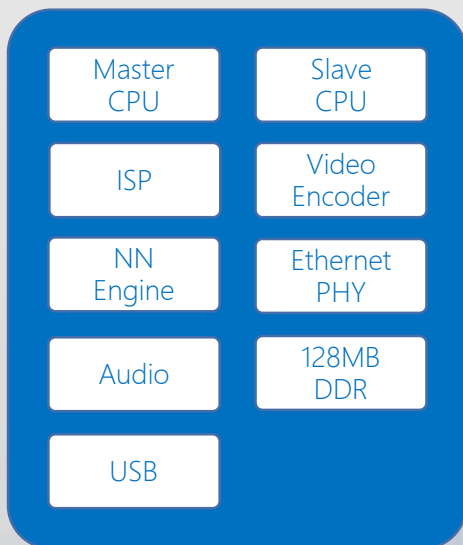 Master
CPU
Slave
CPU
ISP
Video
Encoder
NN
Engine
Ethernet
PHY
Audio
128MB
DDR
USB